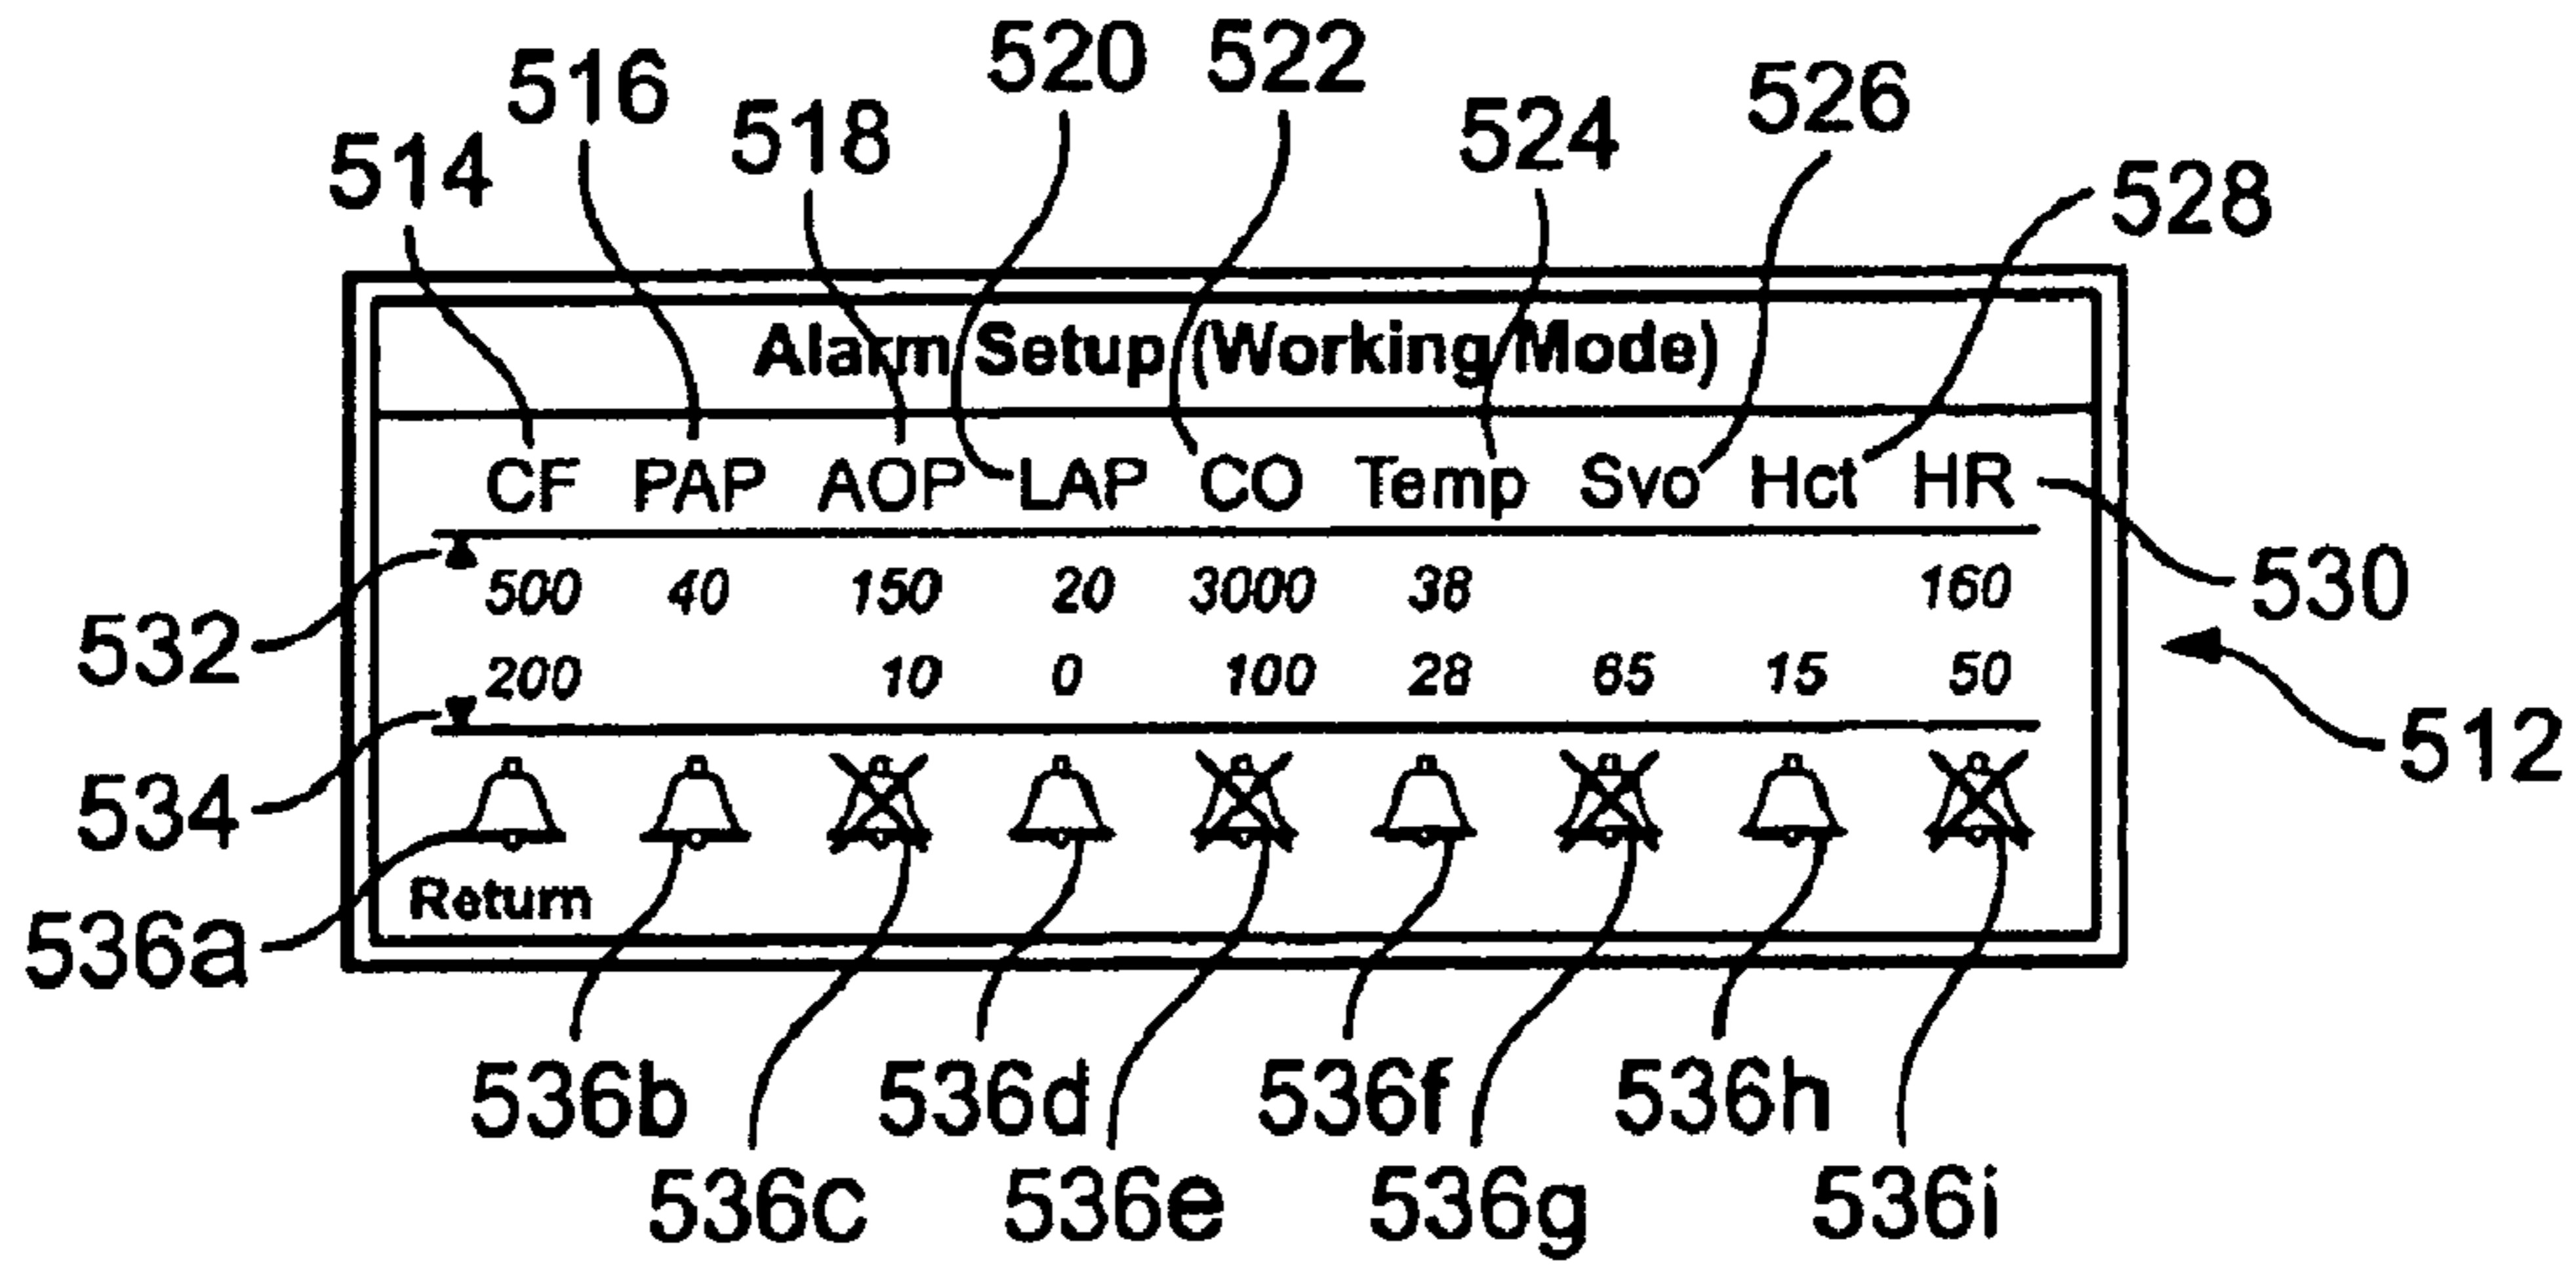 520 522
516 526
518 524
514 528
Alarm Setup (Working Mode)
CF PAP AOP LAP CO Temp Svo Hct HR
530
500 40 150 20 3000 38 160
532
200 10 0 100 28 65 15 50
512
534
Return
536a
536b 536d 536f 536h
536c 536e 536g 536i